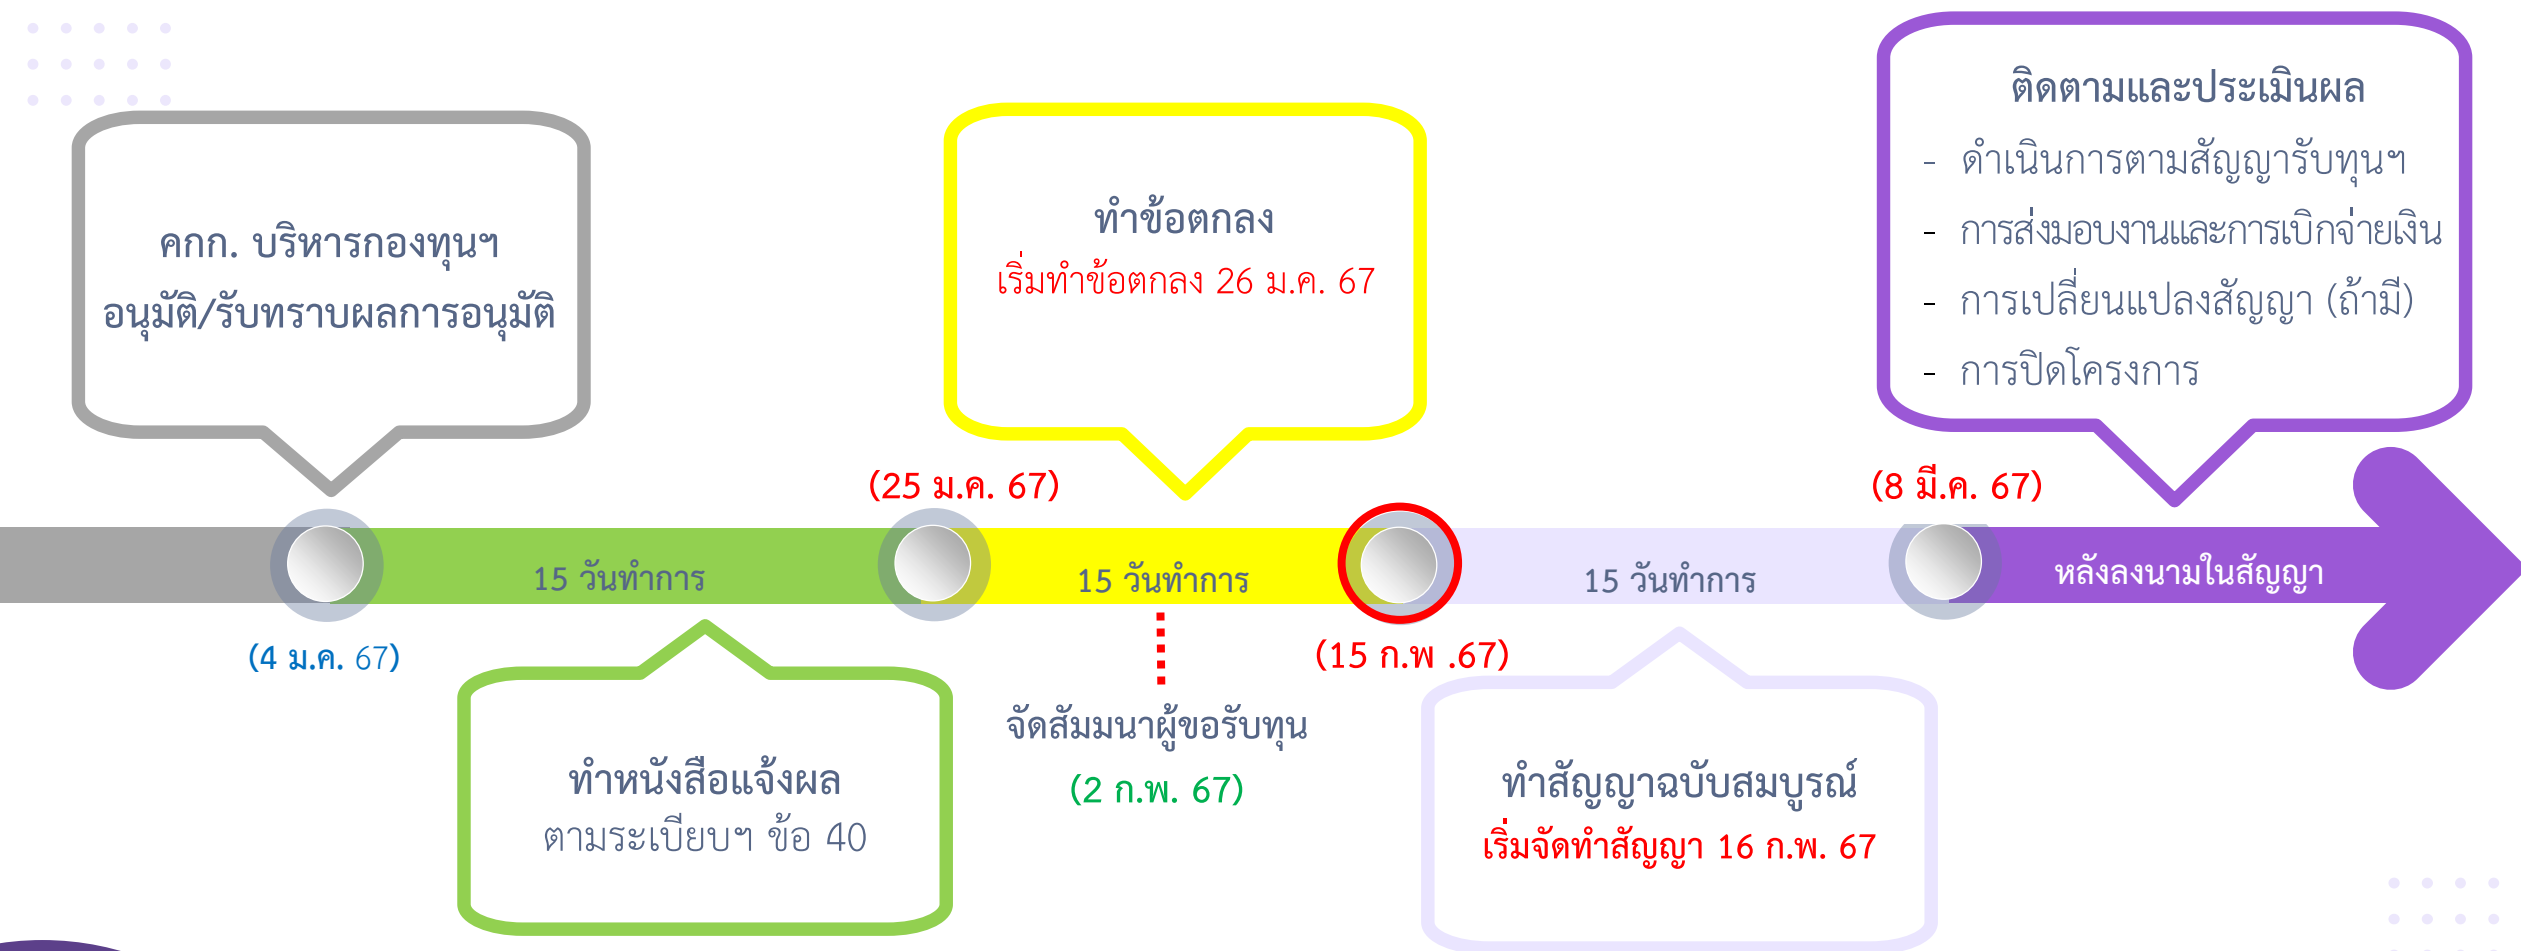 คกก. บริหารกองทุนฯ
อนุมัติ/รับทราบผลการอนุมัติ
ทำข้อตกลง
เริ่มทำข้อตกลง 26 ม.ค. 67
ติดตามและประเมินผล
- ดำเนินการตามสัญญารับทุนฯ
- การส่งมอบงานและการเบิกจ่ายเงิน
- การเปลี่ยนแปลงสัญญา (ถ้ามี)
- การปิดโครงการ
(25 ม.ค. 67)
(8 มี.ค. 67)
15 วันทำการ
15 วันทำการ
15 วันทำการ
หลังลงนามในสัญญา
(4 ม.ค. 67)
(15 ก.พ .67)
จัดสัมมนาผู้ขอรับทุน
(2 ก.พ. 67)
ทำหนังสือแจ้งผล
ตามระเบียบฯ ข้อ 40
ทำสัญญาฉบับสมบูรณ์
เริ่มจัดทำสัญญา 16 ก.พ. 67